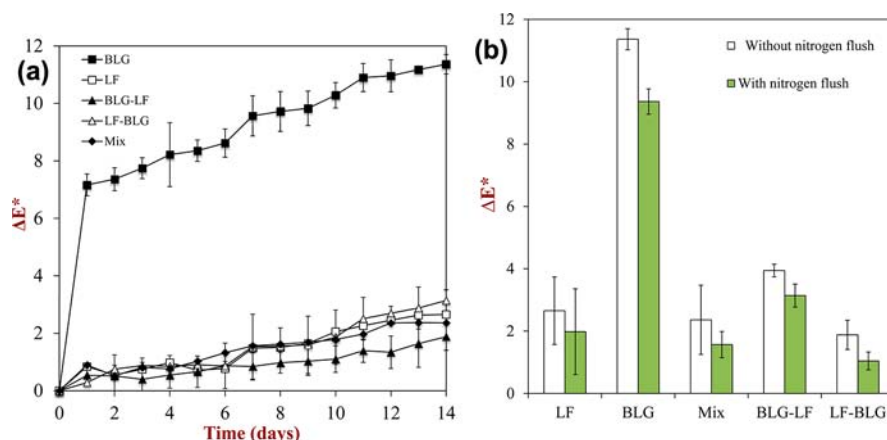 (a)
12
10
8
6
4
2
0
ΔE*
BLG
LF
BLG-LF
LF-BLG
Mix
0 2 4 6 8 10 12 14
Time (days)
(b)
12
10
8
6
4
2
0
ΔE*
Without nitrogen flush
With nitrogen flush
LF BLG Mix BLG-LF LF-BLG